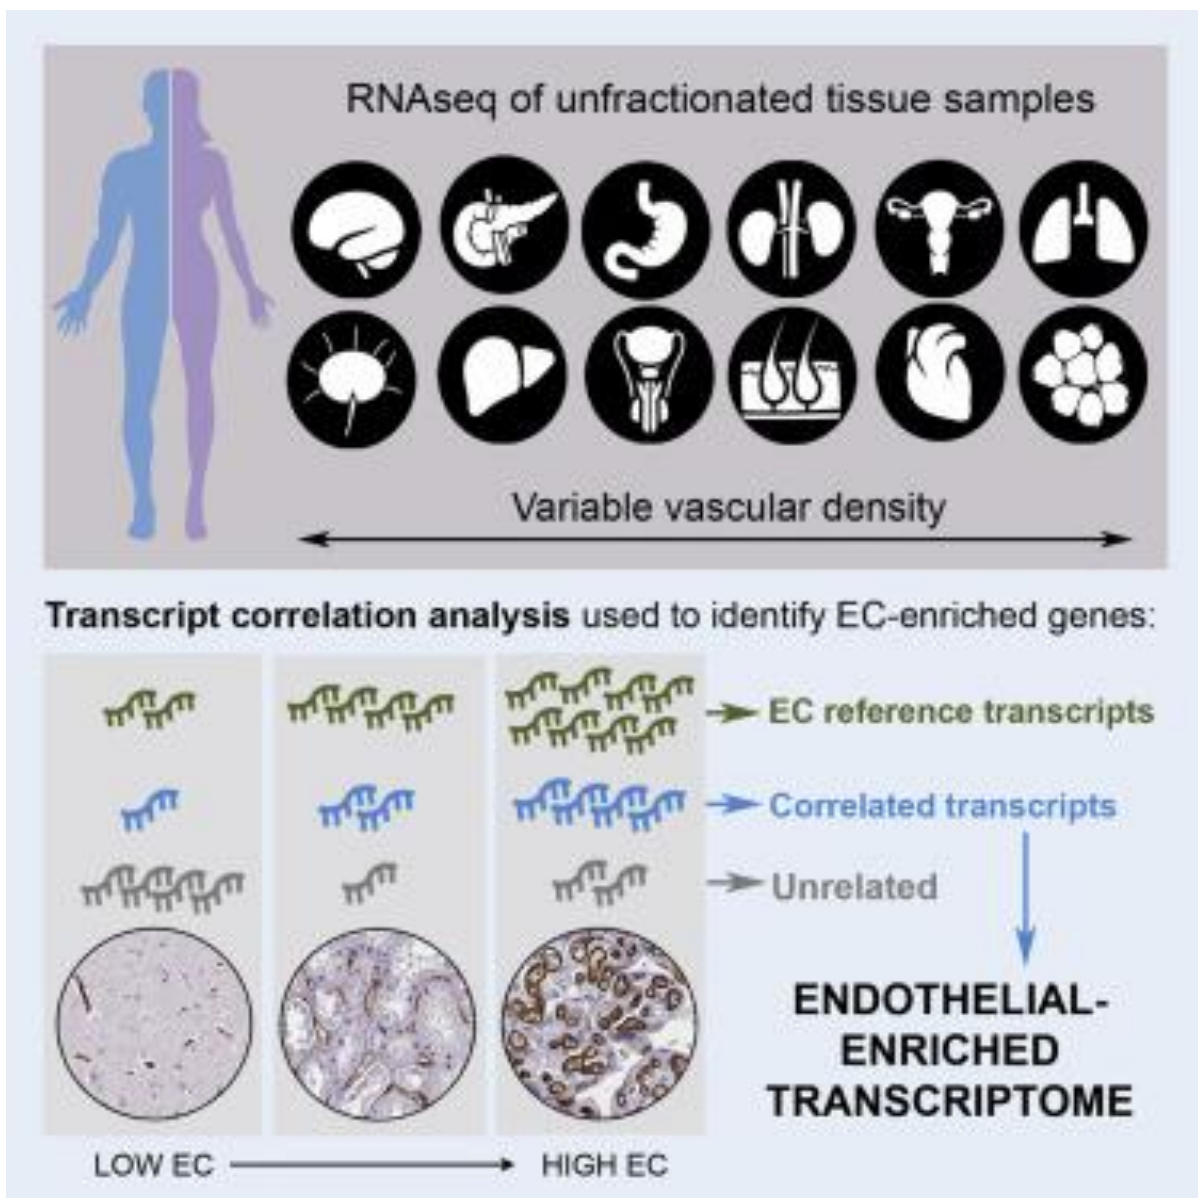 RNAseq of unfractionated tissue samples
Variable vascular density
Transcript correlation analysis used to identify EC-enriched genes:
EC reference transcripts
Correlated transcripts
Unrelated
ENDOTHELIAL-
ENRICHED
TRANSCRIPTOME
LOW EC
HIGH EC